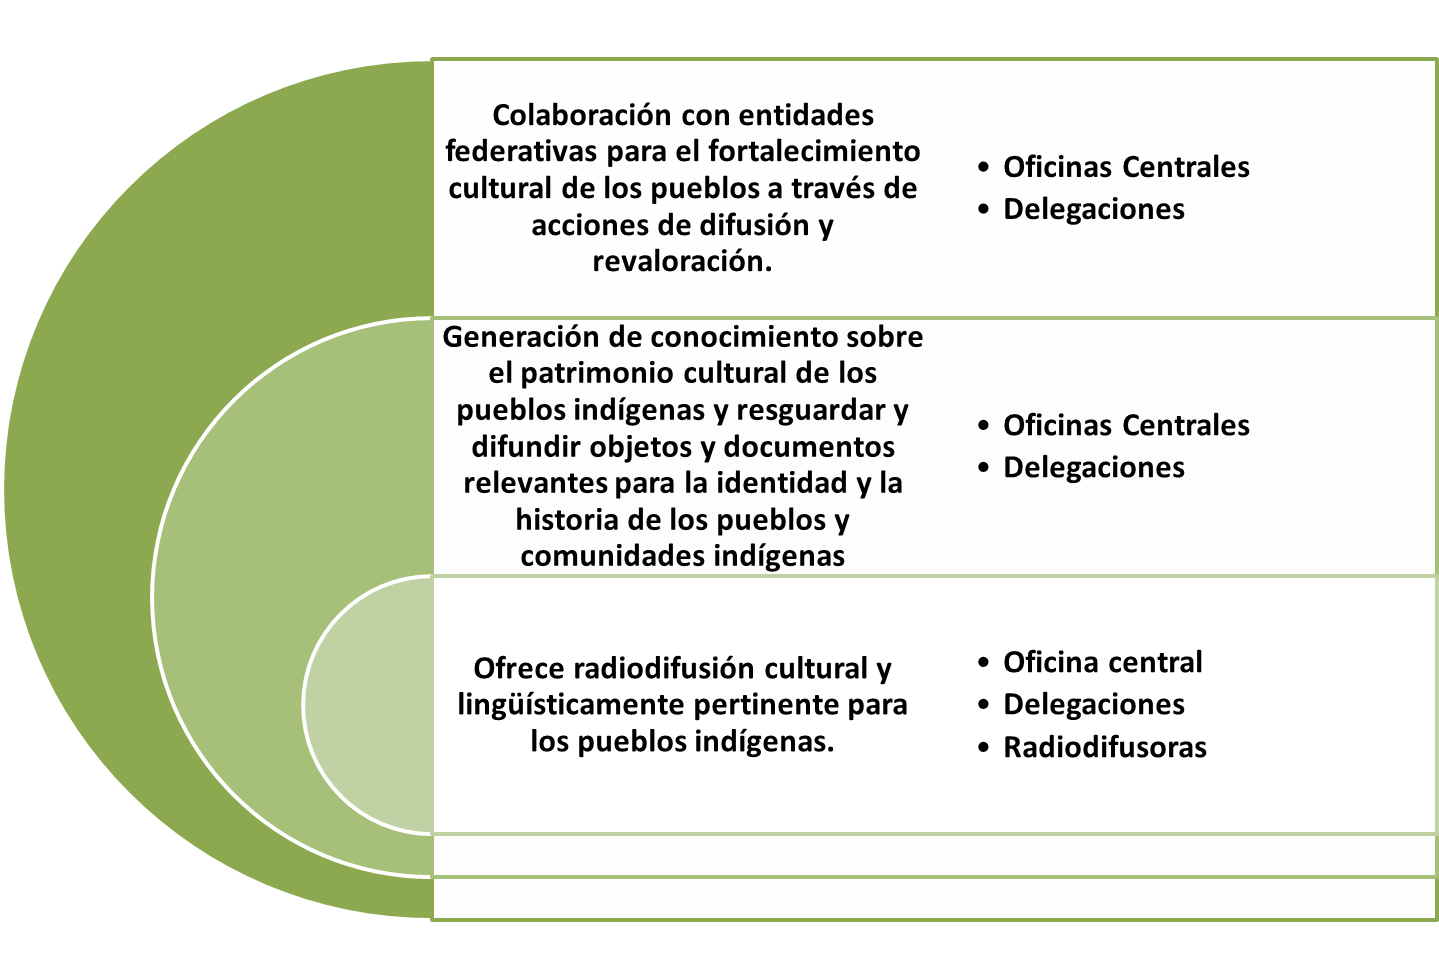 Colaboración con entidades
federativas para el fortalecimiento
cultural de los pueblos a través de
acciones de difusión y
revaloración.
• Oficinas Centrales
• Delegaciones
Generación de conocimiento sobre
el patrimonio cultural de los
pueblos indígenas y resguardar y
difundir objetos y documentos
relevantes para la identidad y la
historia de los pueblos y
comunidades indígenas
• Oficinas Centrales
• Delegaciones
Ofrece radiodifusión cultural y
lingüísticamente pertinente para
los pueblos indígenas.
• Oficina central
• Delegaciones
• Radiodifusoras